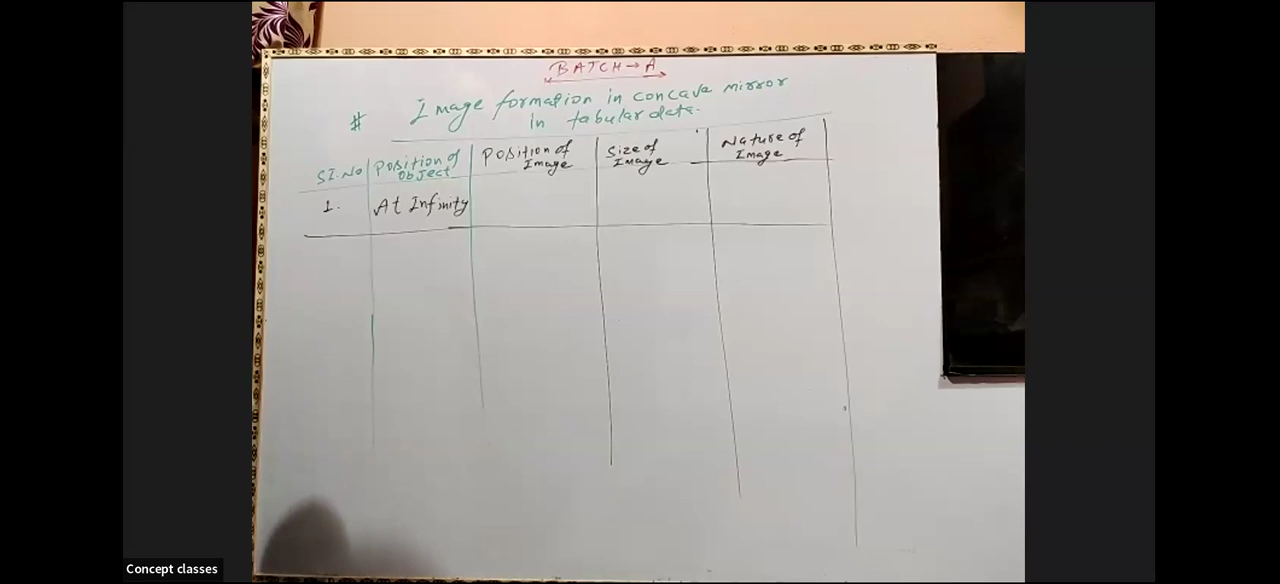 BATCH → A
# Image formation in concave mirror
in tabular data.
SI. No Position of Object Position of Image Size of Image Nature of Image
1. At Infinity
Concept classes